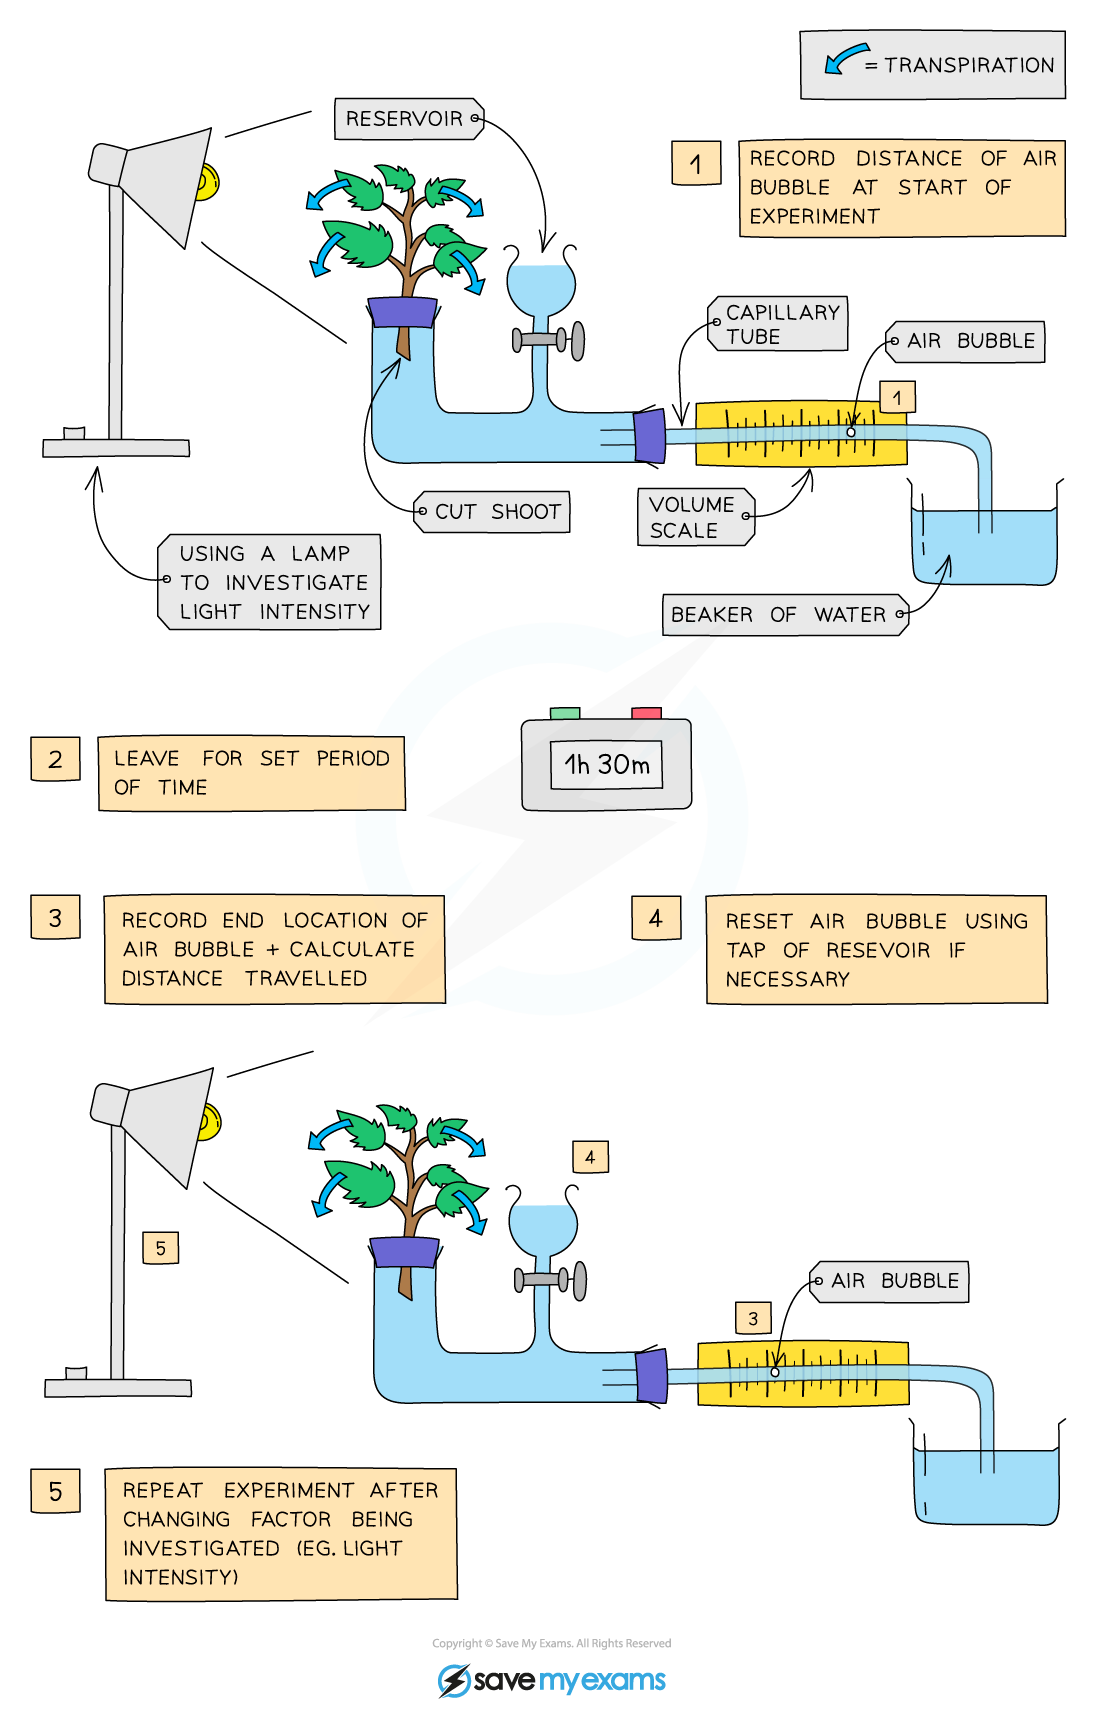 = TRANSPIRATION
RESERVOIR
1
RECORD DISTANCE OF AIR
BUBBLE AT START OF
EXPERIMENT
CAPILLARY
TUBE
AIR BUBBLE
1
CUT SHOOT
VOLUME
SCALE
USING A LAMP
TO INVESTIGATE
LIGHT INTENSITY
BEAKER OF WATER
2
LEAVE FOR SET PERIOD
OF TIME
1h 30m
3
RECORD END LOCATION OF
AIR BUBBLE + CALCULATE
DISTANCE TRAVELLED
4
RESET AIR BUBBLE USING
TAP OF RESEVOIR IF
NECESSARY
4
5
AIR BUBBLE
3
5
REPEAT EXPERIMENT AFTER
CHANGING FACTOR BEING
INVESTIGATED (EG. LIGHT
INTENSITY)
Copyright © Save My Exams. All Rights Reserved
savemyexams